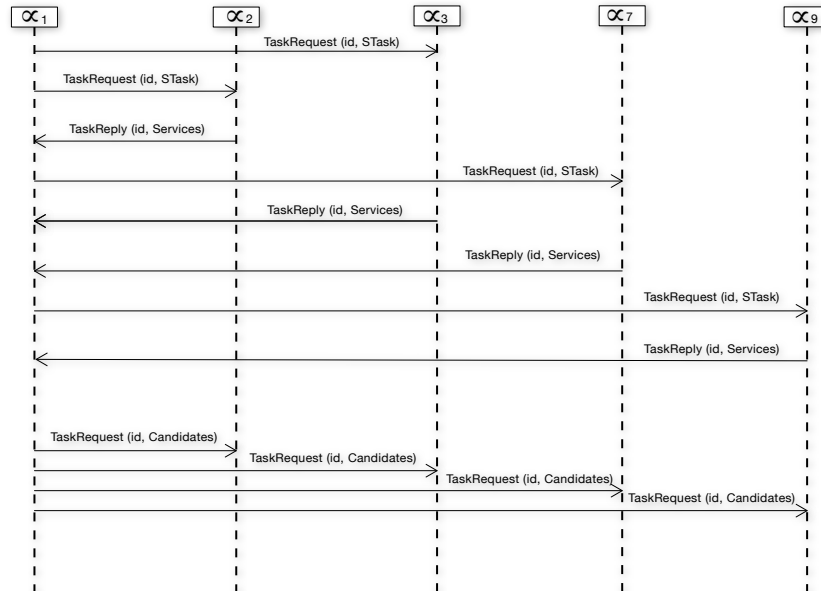 ∝1 ∝2 ∝3 ∝7 ∝9
TaskRequest (id, STask)
TaskRequest (id, STask)
TaskReply (id, Services)
TaskRequest (id, STask)
TaskReply (id, Services)
TaskReply (id, Services)
TaskRequest (id, STask)
TaskReply (id, Services)
TaskRequest (id, Candidates)
TaskRequest (id, Candidates)
TaskRequest (id, Candidates)
TaskRequest (id, Candidates)